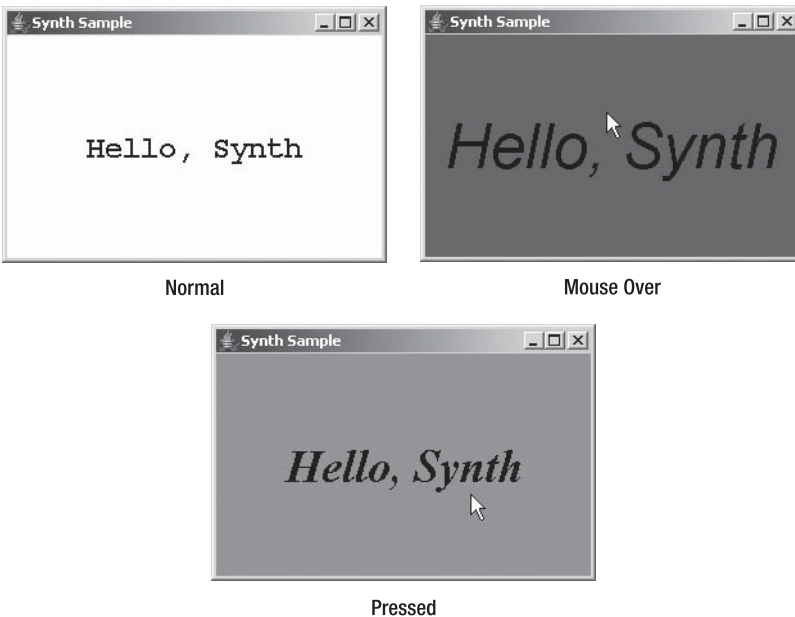 Synth Sample
Hello, Synth
Normal
Synth Sample
Hello, Synth
Mouse Over
Synth Sample
Hello, Synth
Pressed